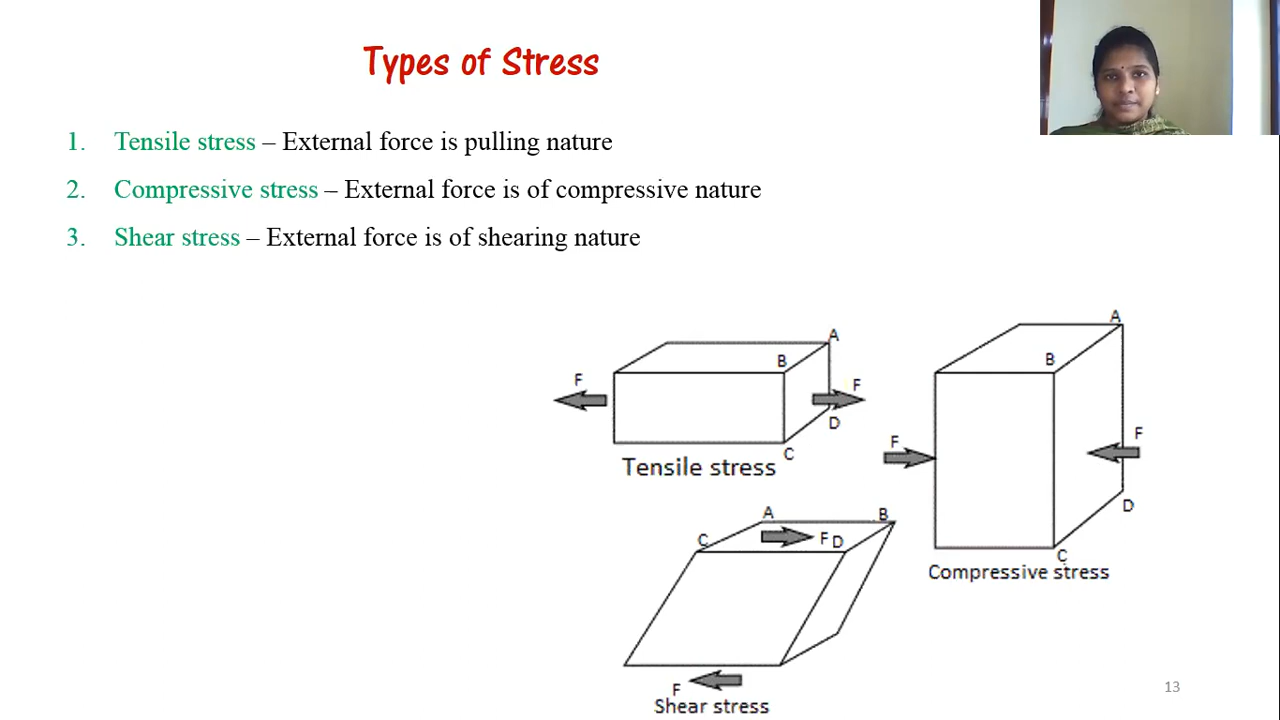 Types of Stress
1. Tensile stress – External force is pulling nature
2. Compressive stress – External force is of compressive nature
3. Shear stress – External force is of shearing nature
A
B
F
F
D
C
Tensile stress
A
B
F
F
D
C
Compressive stress
A
B
C
F D
F
Shear stress
13